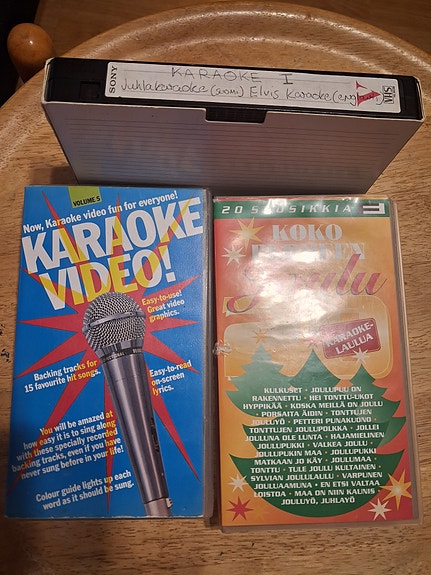 SONY
KARAOKE I
Juhlakaraoke (suomi) Elvis Karaoke (eng)
VOLUME 5
Now, Karaoke video fun for everyone!
KARAOKE
VIDEO!
Easy-to-use!
Great video
graphics.
Backing tracks for
15 favourite hit songs.
Easy-to-read
on-screen
lyrics.
You will be amazed at
how easy it is to sing along
with these specially recorded
backing tracks, even if you have
never sung before in your life!
Colour guide lights up each
word as it should be sung.
20 SUOSIKKIA 3
KOKO
Joulu
KARAOKE-
LAULUA
KULKUSET • JOULUPUU ON
RAKENNETTU • HEI TONTTU-UKOT
HYPPIKÄÄ • KOSKA MEILLÄ ON JOULU
• PORSAITA ÄIDIN • TONTTUJEN
JOULUYÖ • PETTERI PUNAKUONO
TONTTUJEN JOULUPOLKKA • JOLLEI
JOULUNA OLE LUNTA • HAJAMIELINEN
JOULUPUKKI • VALKEA JOULU •
JOULUPUKIN MAA • JOULUPUKKI
MATKAAN JO KÄY • JOULUMAA •
TONTTU • TULE JOULU KULTAINEN •
SYLVIAN JOULULAULU • VARPUNEN
JOULUAAMUNA • EN ETSI VALTAA
LOISTOA • MAA ON NIIN KAUNIS •
JOULUYÖ, JUHLAYÖ